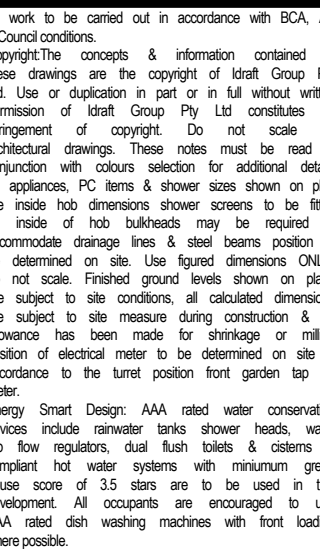 work to be carried out in accordance with BCA,
Council conditions.
opyright:The concepts & information contained
ese drawings are the copyright of Idraft Group
d. Use or duplication in part or in full without writ
rmission of Idraft Group Pty Ltd constitutes
ringement of copyright. Do not scale
chitectural drawings. These notes must be read
njunction with colours selection for additional deta
appliances, PC items & shower sizes shown on pl
e inside hob dimensions shower screens to be fit
inside of hob bulkheads may be required
commodate drainage lines & steel beams position
determined on site. Use figured dimensions ONL
not scale. Finished ground levels shown on pla
e subject to site conditions, all calculated dimensio
e subject to site measure during construction &
owance has been made for shrinkage or milli
sition of electrical meter to be determined on site
cordance to the turret position front garden tap
eter.
nergy Smart Design: AAA rated water conservati
vices include rainwater tanks shower heads, wa
flow regulators, dual flush toilets & cisterns
mpliant hot water systems with miniumum gre
use score of 3.5 stars are to be used in t
velopment. All occupants are encouraged to u
AA rated dish washing machines with front loadi
here possible.